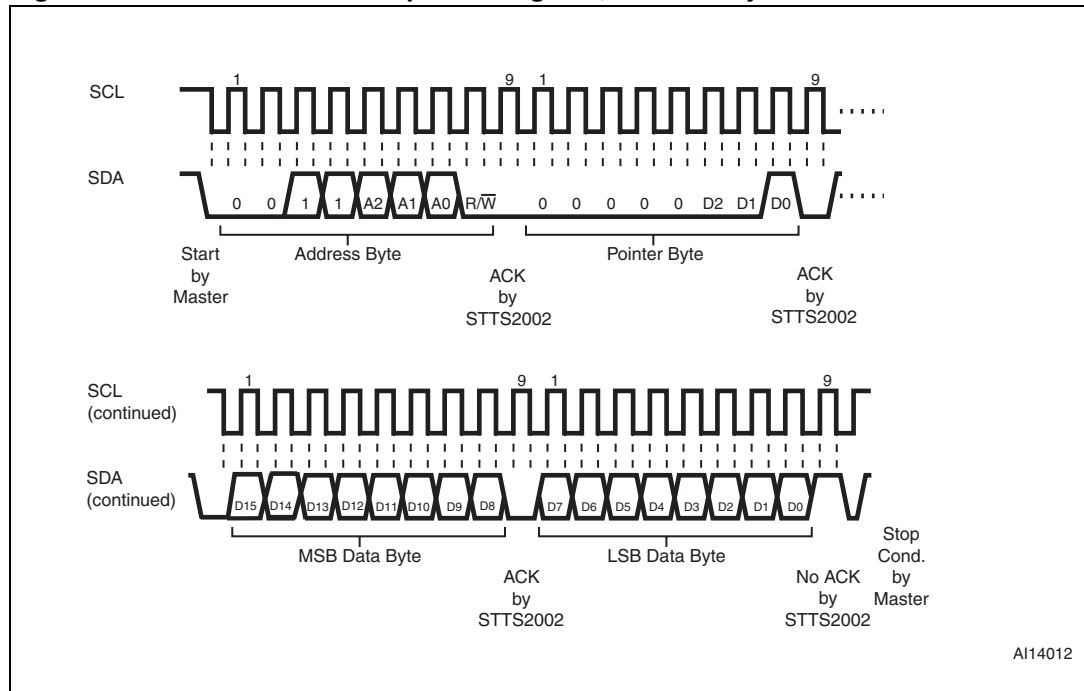 1 9 1 9
SCL
SDA
0 0 1 1 A2 A1 A0 R/W 0 0 0 0 0 D2 D1 D0
Start
by
Master
Address Byte
Pointer Byte
ACK
by
STTS2002
ACK
by
STTS2002
1 9 1 9
SCL
(continued)
SDA
(continued)
D15 D14 D13 D12 D11 D10 D9 D8 D7 D6 D5 D4 D3 D2 D1 D0
MSB Data Byte
LSB Data Byte
ACK
by
STTS2002
No ACK
by
STTS2002
Stop
Cond.
by
Master
AI14012